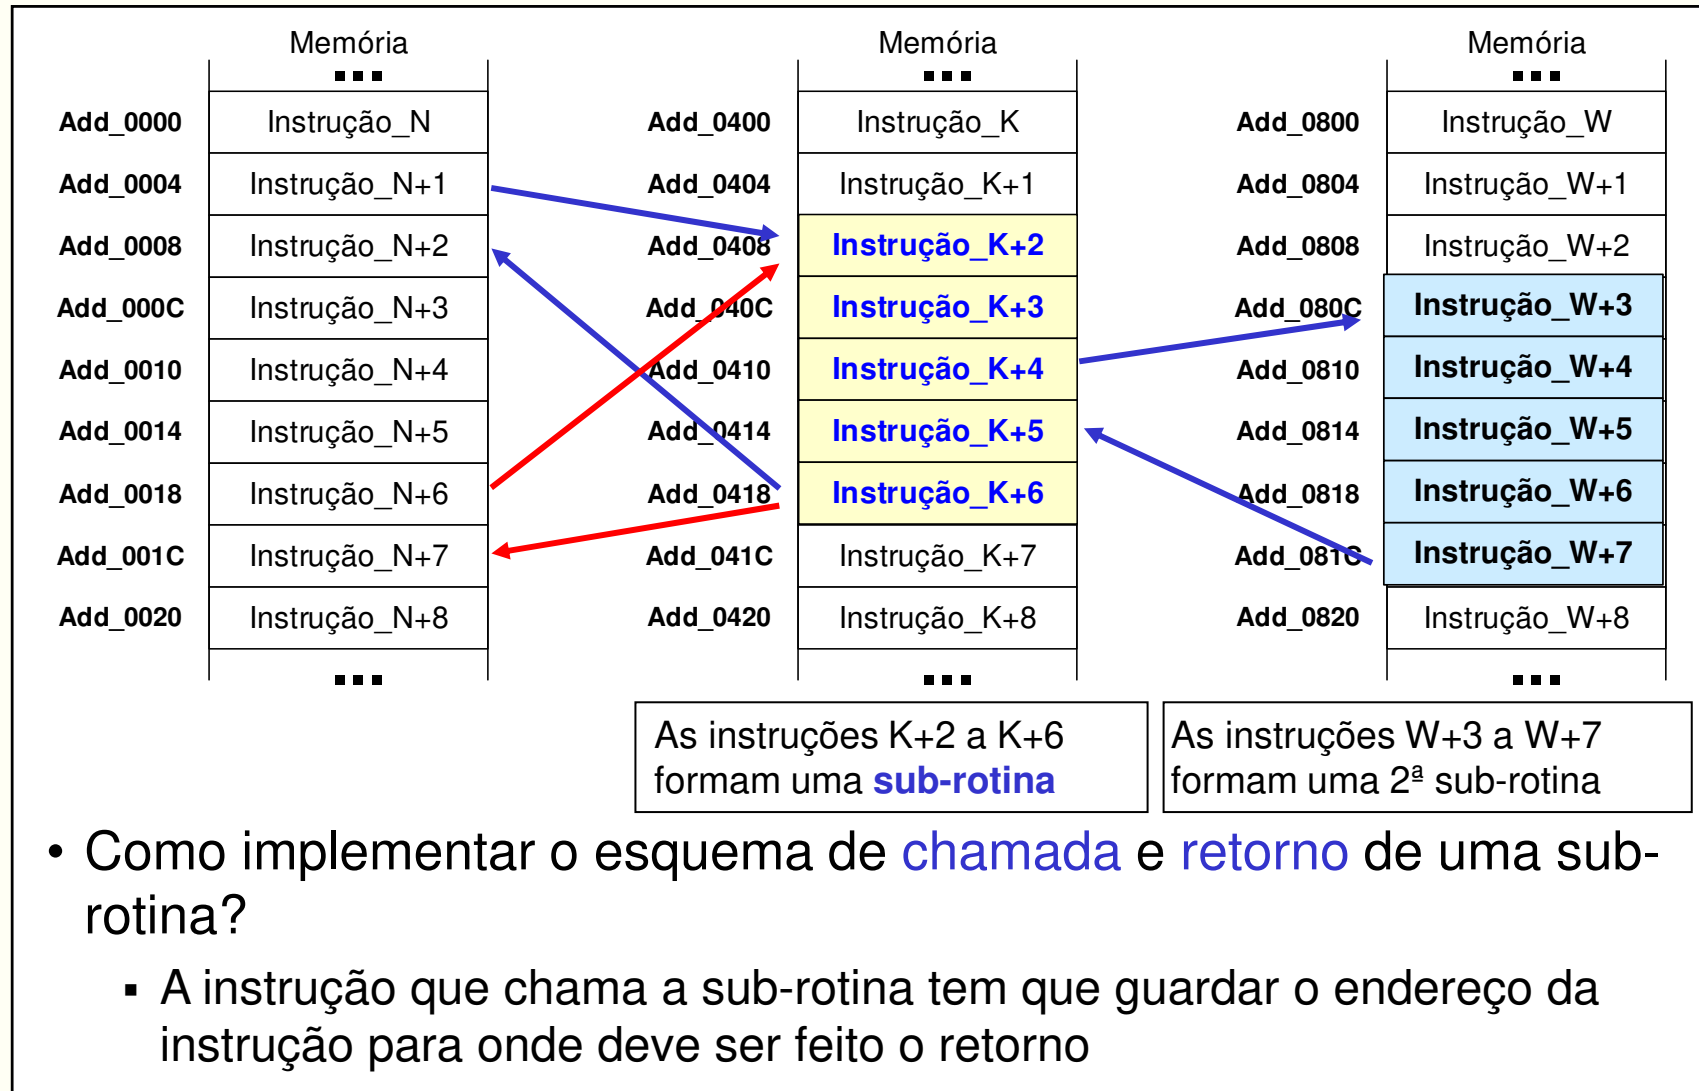 Memória Memória Memória
... ... ...
Add_0000 Instrução_N Add_0400 Instrução_K Add_0800 Instrução_W
Add_0004 Instrução_N+1 Add_0404 Instrução_K+1 Add_0804 Instrução_W+1
Add_0008 Instrução_N+2 Add_0408 Instrução_K+2 Add_0808 Instrução_W+2
Add_000C Instrução_N+3 Add_040C Instrução_K+3 Add_080C Instrução_W+3
Add_0010 Instrução_N+4 Add_0410 Instrução_K+4 Add_0810 Instrução_W+4
Add_0014 Instrução_N+5 Add_0414 Instrução_K+5 Add_0814 Instrução_W+5
Add_0018 Instrução_N+6 Add_0418 Instrução_K+6 Add_0818 Instrução_W+6
Add_001C Instrução_N+7 Add_041C Instrução_K+7 Add_081C Instrução_W+7
Add_0020 Instrução_N+8 Add_0420 Instrução_K+8 Add_0820 Instrução_W+8
... ... ...
As instruções K+2 a K+6
formam uma sub-rotina
As instruções W+3 a W+7
formam uma 2ª sub-rotina
• Como implementar o esquema de chamada e retorno de uma sub-
rotina?
▪ A instrução que chama a sub-rotina tem que guardar o endereço da
instrução para onde deve ser feito o retorno